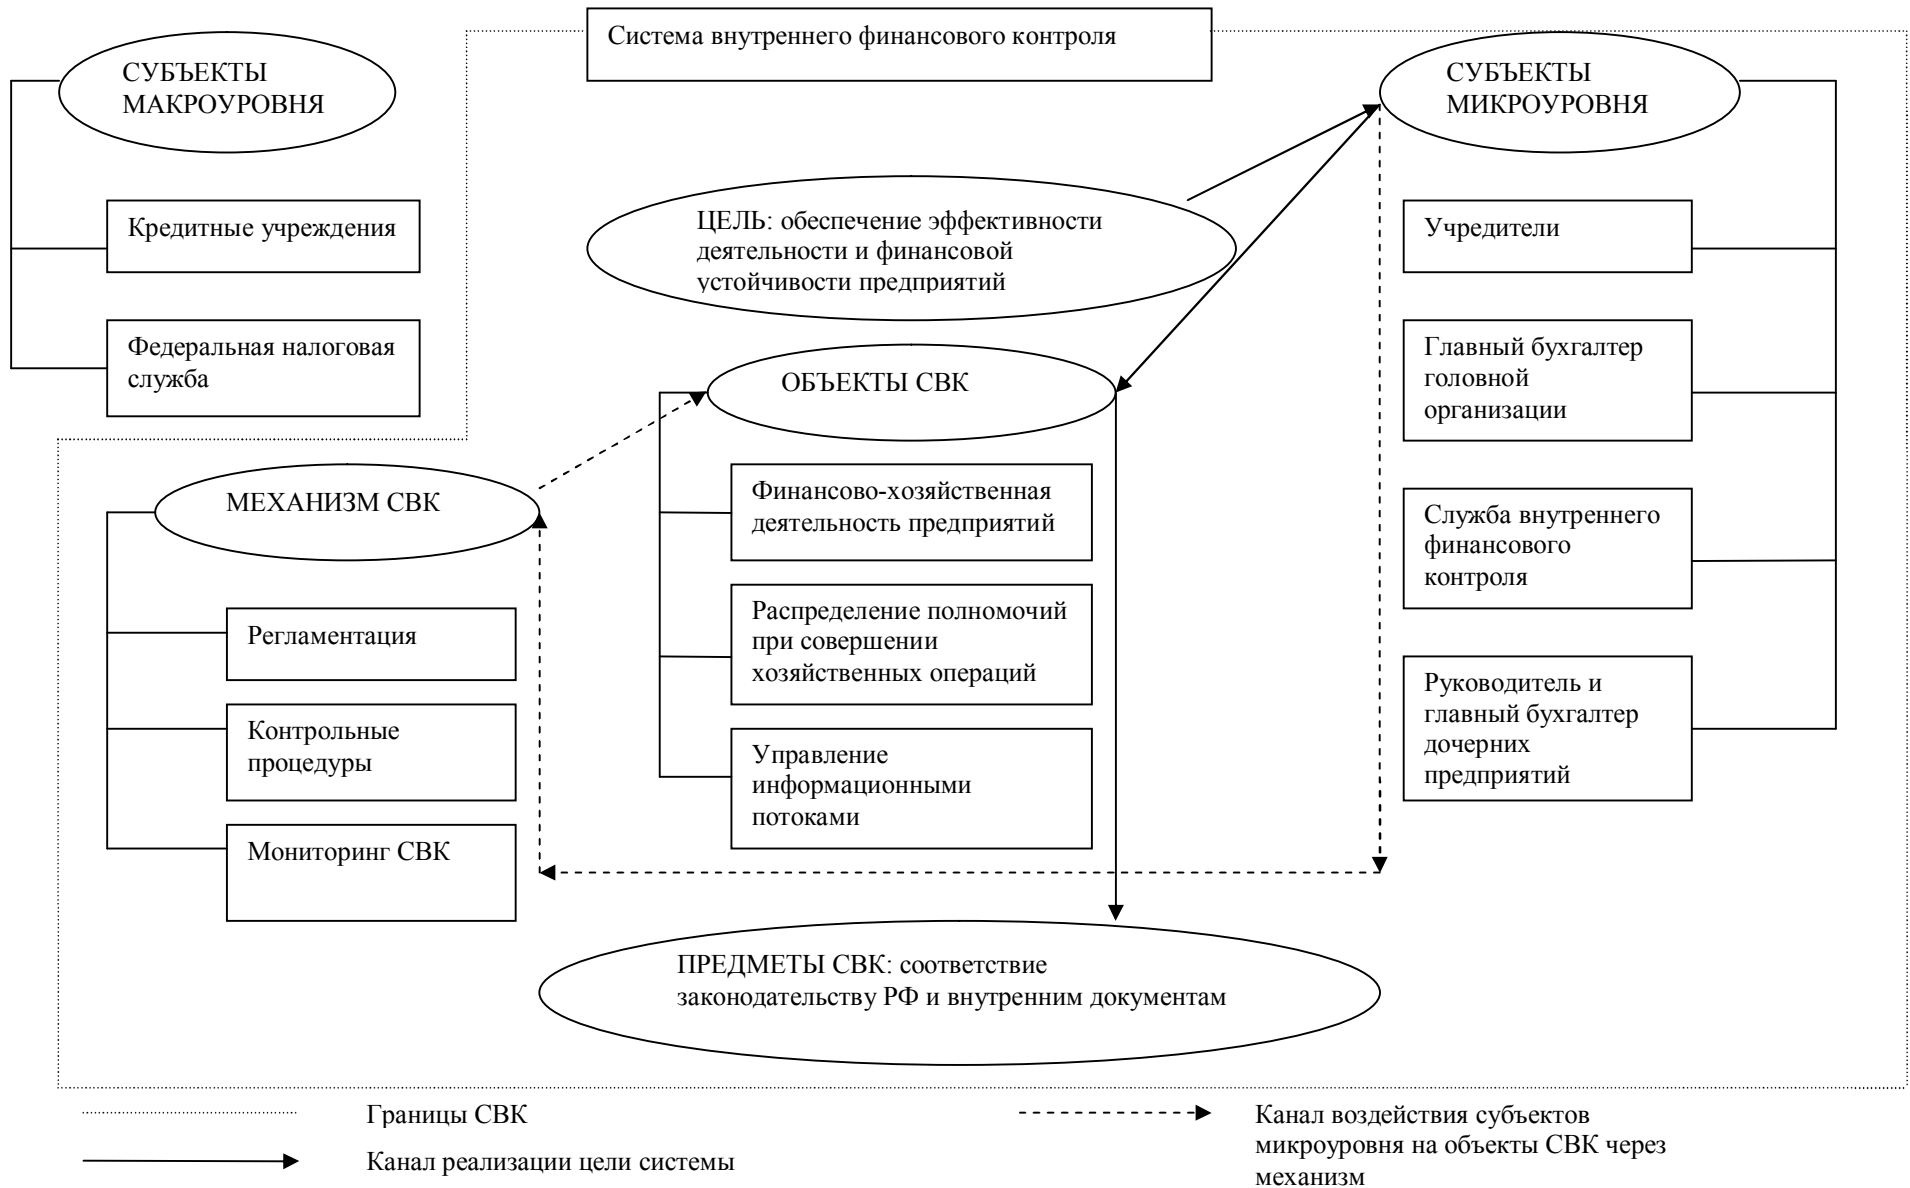 Система внутреннего финансового контроля
СУБЪЕКТЫ
МАКРОУРОВНЯ
Кредитные учреждения
Федеральная налоговая
служба
СУБЪЕКТЫ
МИКРОУРОВНЯ
Учредители
Главный бухгалтер
головной
организации
Служба внутреннего
финансового
контроля
Руководитель и
главный бухгалтер
дочерних
предприятий
ЦЕЛЬ: обеспечение эффективности
деятельности и финансовой
устойчивости предприятий
ОБЪЕКТЫ СВК
Финансово-хозяйственная
деятельность предприятий
Распределение полномочий
при совершении
хозяйственных операций
Управление
информационными
потоками
МЕХАНИЗМ СВК
Регламентация
Контрольные
процедуры
Мониторинг СВК
ПРЕДМЕТЫ СВК: соответствие
законодательству РФ и внутренним документам
Границы СВК
Канал реализации цели системы
Канал воздействия субъектов
микроуровня на объекты СВК через
механизм